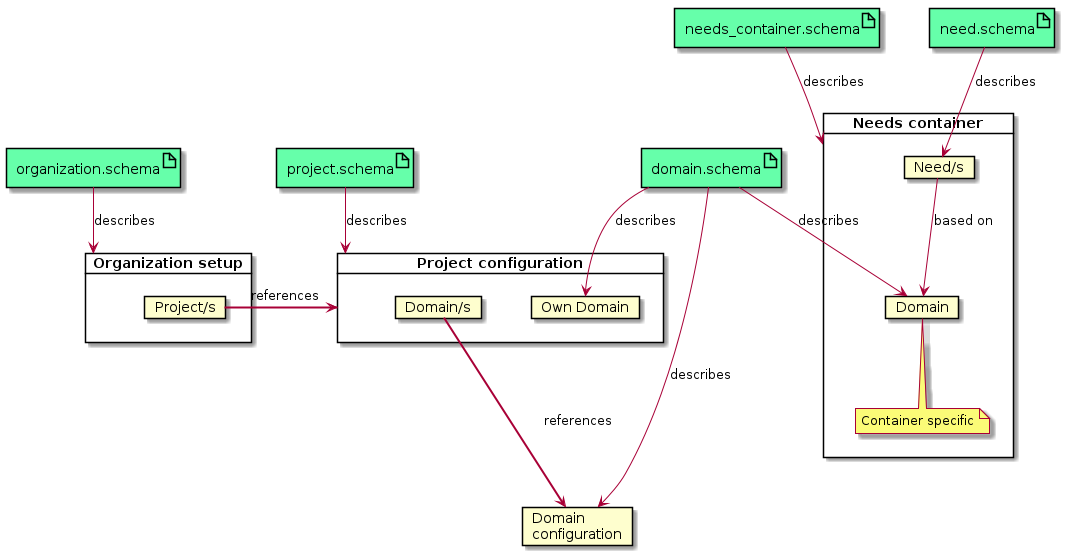 needs_container.schema
need.schema
describes
describes
Needs container
organization.schema
project.schema
domain.schema
Need/s
describes
describes
describes
describes
based on
Organization setup
Project configuration
references
Project/s
Domain/s
Own Domain
Domain
describes
references
Container specific
Domain
configuration